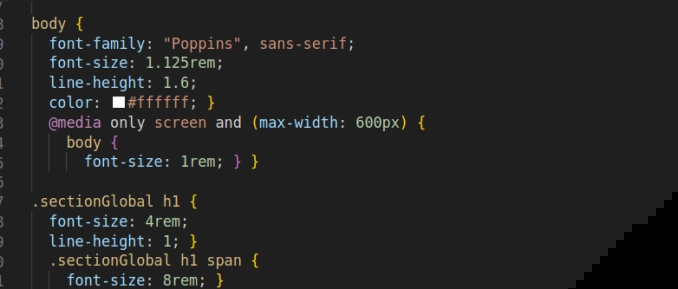 body {
font-family: "Poppins", sans-serif;
font-size: 1.125rem;
line-height: 1.6;
color: #ffffff; }
@media only screen and (max-width: 600px) {
body {
font-size: 1rem; } }
.sectionGlobal h1 {
font-size: 4rem;
line-height: 1; }
.sectionGlobal h1 span {
font-size: 8rem; }